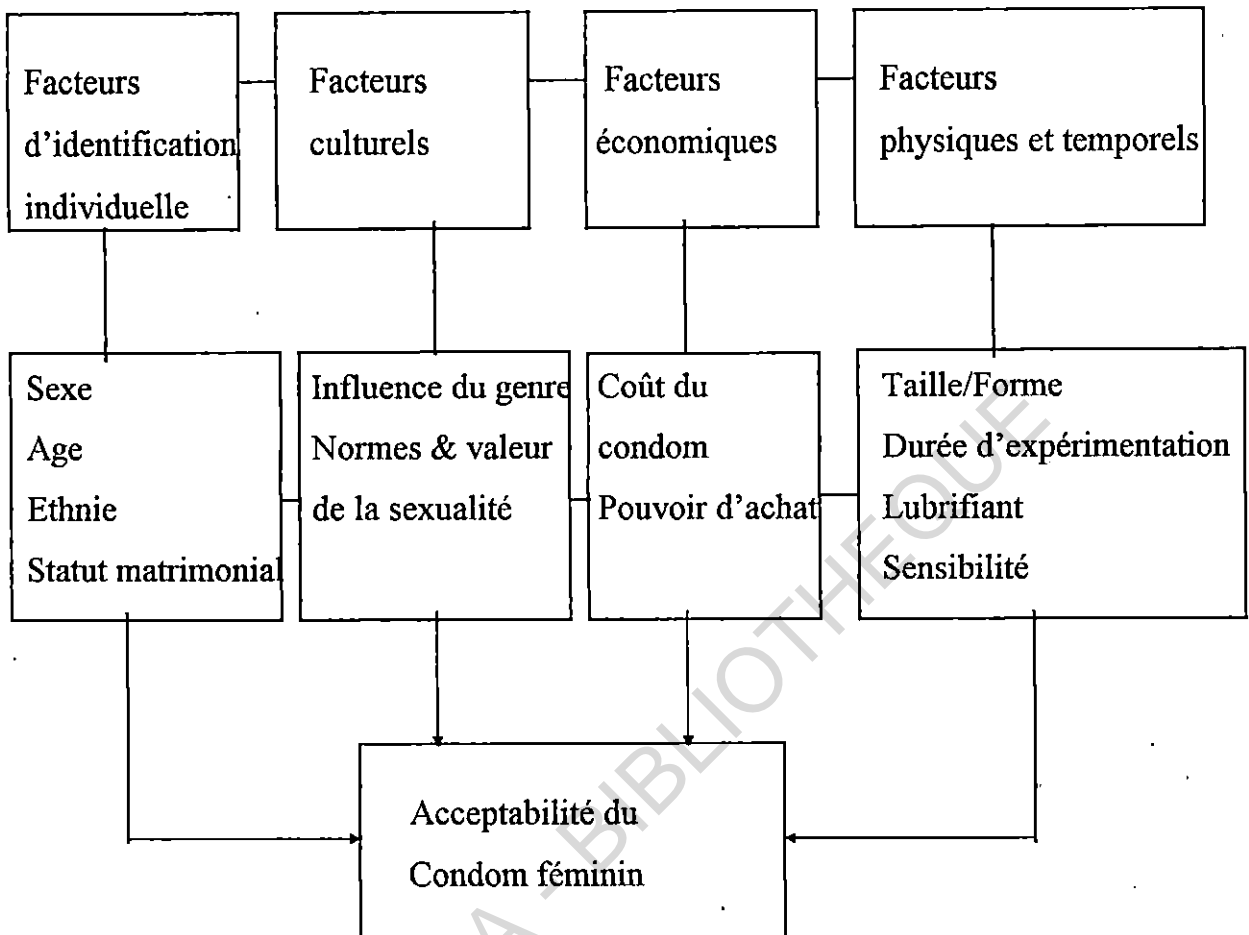 Facteurs
d'identification
individuelle
Facteurs
culturels
Facteurs
économiques
Facteurs
physiques et temporels
Sexe
Age
Ethnie
Statut matrimonial
Influence du genre
Normes & valeur
de la sexualité
Coût du
condom
Pouvoir d'achat
Taille/Forme
Durée d'expérimentation
Lubrifiant
Sensibilité
Acceptabilité du
Condom féminin
A - BIBLIOTHEQUE